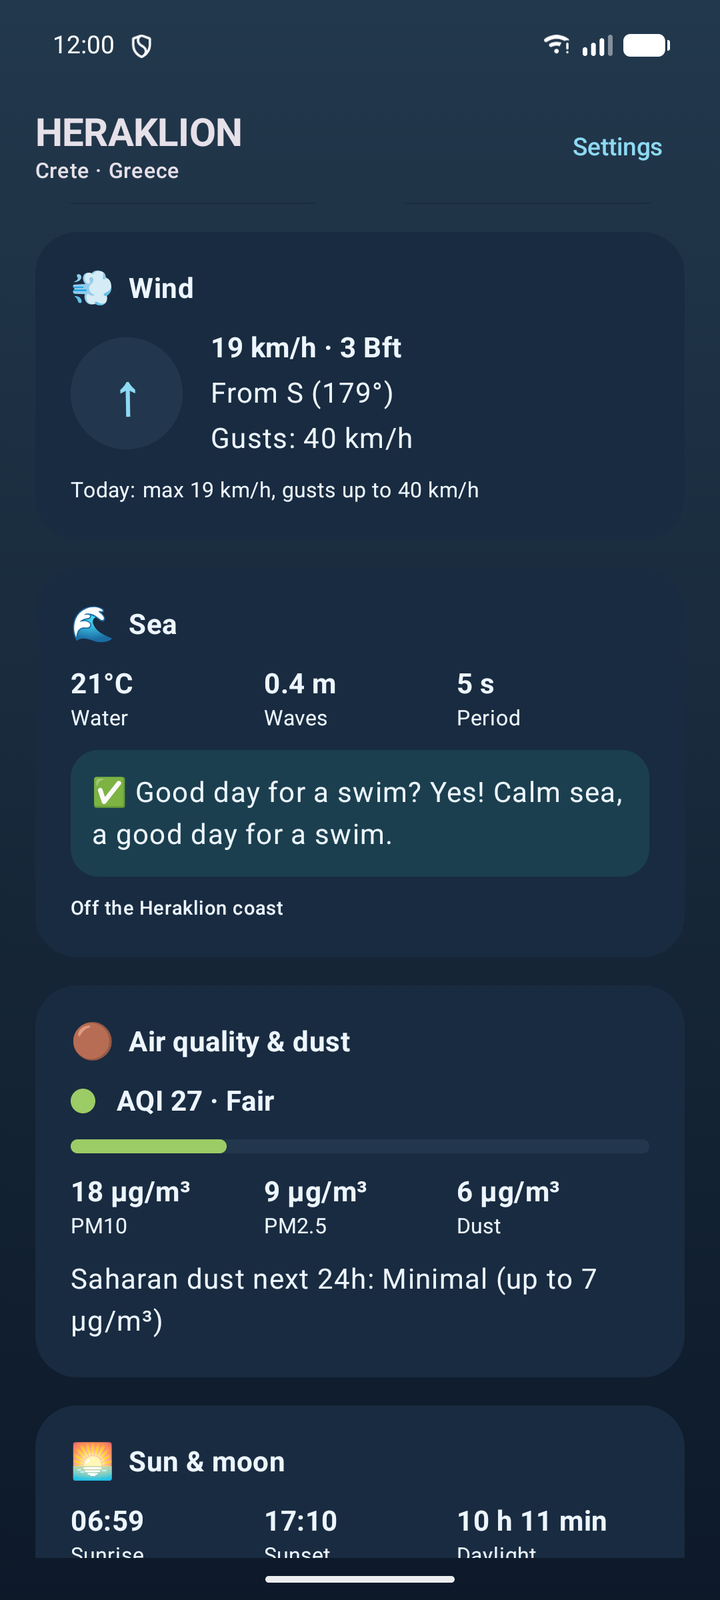 12:00
HERAKLION
Crete · Greece
Settings
Wind
19 km/h · 3 Bft
From S (179°)
Gusts: 40 km/h
Today: max 19 km/h, gusts up to 40 km/h
Sea
21°C
0.4 m
5 s
Water
Waves
Period
✅ Good day for a swim? Yes! Calm sea,
a good day for a swim.
Off the Heraklion coast
Air quality & dust
AQI 27 · Fair
18 µg/m³
9 µg/m³
6 µg/m³
PM10
PM2.5
Dust
Saharan dust next 24h: Minimal (up to 7
µg/m³)
Sun & moon
06:59
17:10
10 h 11 min
Sunrise
Sunset
Daylight